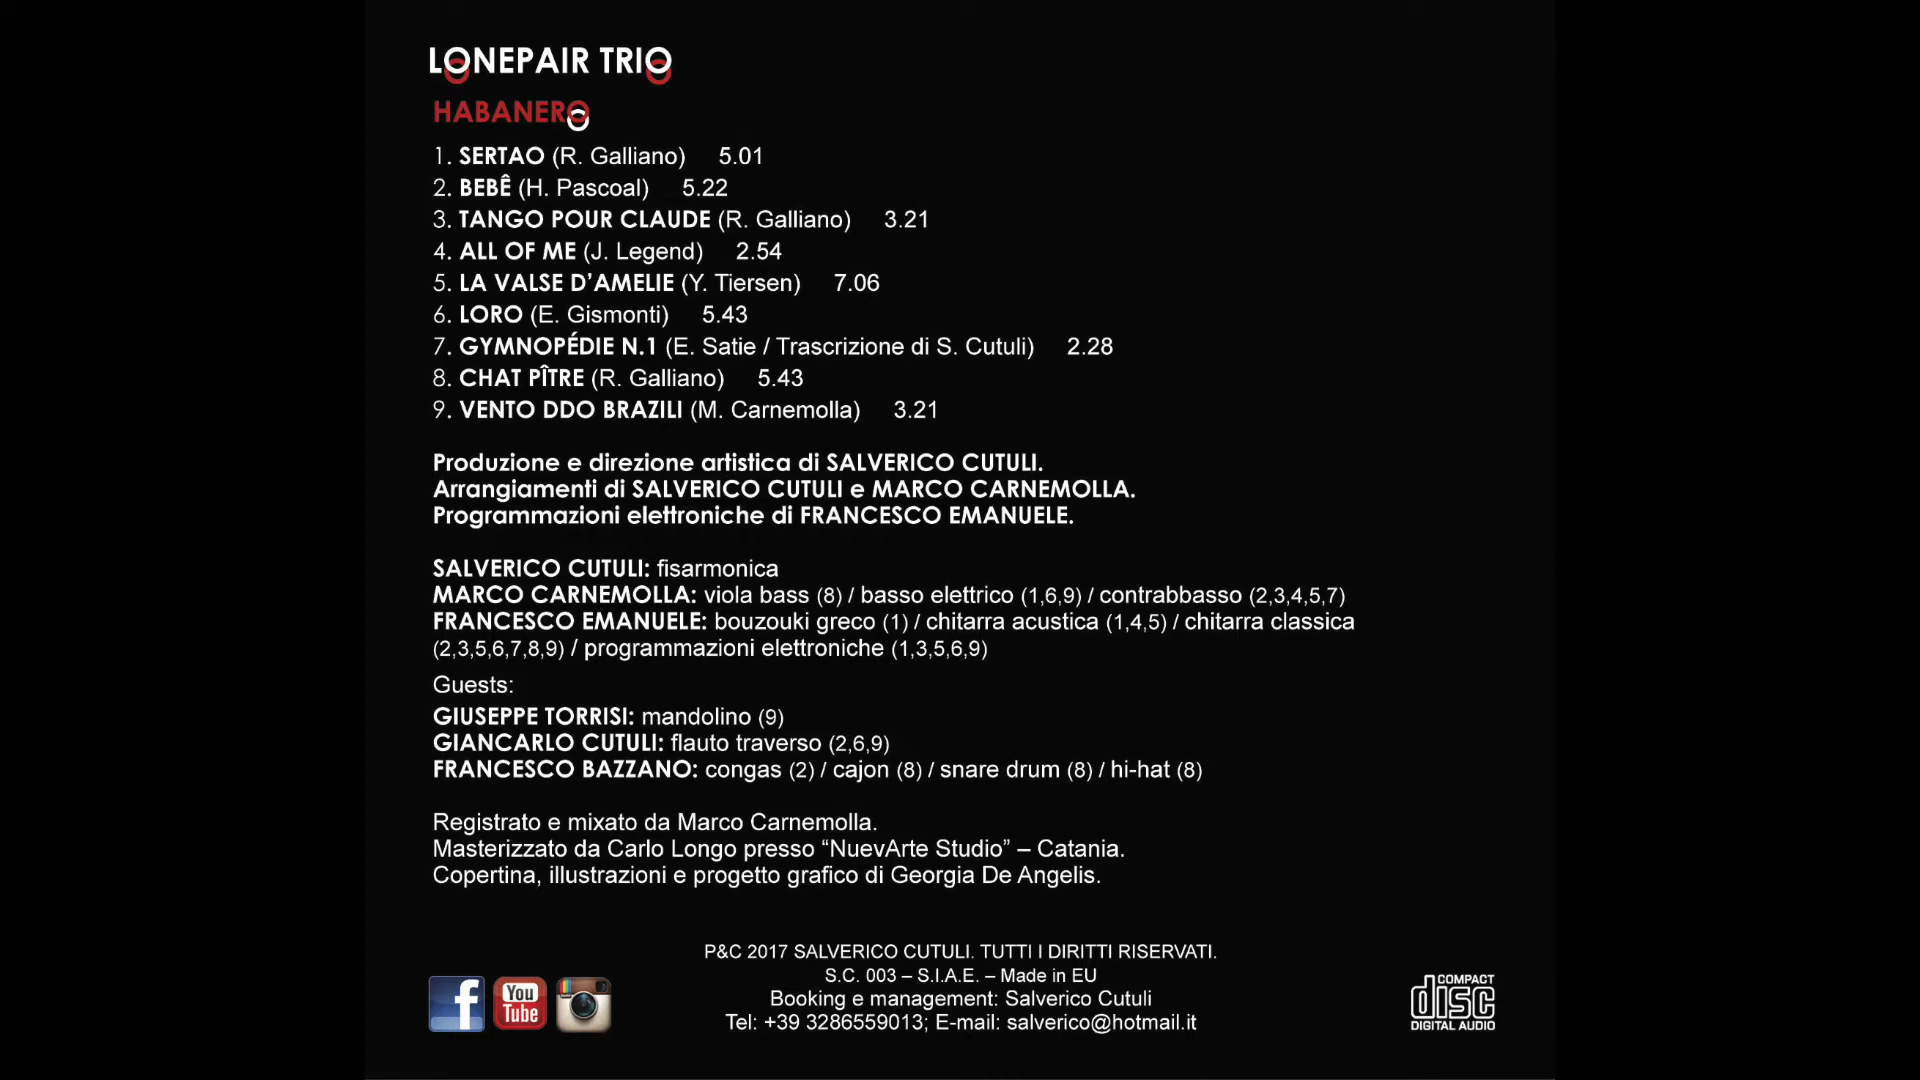 LONEPAIR TRIO
HABANERO
1. SERTAO (R. Galliano) 5.01
2. BEBÊ (H. Pascoal) 5.22
3. TANGO POUR CLAUDE (R. Galliano) 3.21
4. ALL OF ME (J. Legend) 2.54
5. LA VALSE D'AMELIE (Y. Tiersen) 7.06
6. LORO (E. Gismonti) 5.43
7. GYMNOPÉDIE N.1 (E. Satie / Trascrizione di S. Cutuli) 2.28
8. CHAT PÎTRE (R. Galliano) 5.43
9. VENTO DDO BRAZILI (M. Carnemolla) 3.21
Produzione e direzione artistica di SALVERICO CUTULI.
Arrangiamenti di SALVERICO CUTULI e MARCO CARNEMOLLA.
Programmazioni elettroniche di FRANCESCO EMANUELE.
SALVERICO CUTULI: fisarmonica
MARCO CARNEMOLLA: viola bass (8) / basso elettrico (1,6,9) / contrabbasso (2,3,4,5,7)
FRANCESCO EMANUELE: bouzouki greco (1) / chitarra acustica (1,4,5) / chitarra classica
(2,3,5,6,7,8,9) / programmazioni elettroniche (1,3,5,6,9)
Guests:
GIUSEPPE TORRISI: mandolino (9)
GIANCARLO CUTULI: flauto traverso (2,6,9)
FRANCESCO BAZZANO: congas (2) / cajon (8) / snare drum (8) / hi-hat (8)
Registrato e mixato da Marco Carnemolla.
Masterizzato da Carlo Longo presso “NuevArte Studio” – Catania.
Copertina, illustrazioni e progetto grafico di Georgia De Angelis.
P&C 2017 SALVERICO CUTULI. TUTTI I DIRITTI RISERVATI.
S.C. 003 – S.I.A.E. – Made in EU
Booking e management: Salverico Cutuli
Tel: +39 3286559013; E-mail: salverico@hotmail.it
f
You
Tube
COMPACT
disc
DIGITAL AUDIO